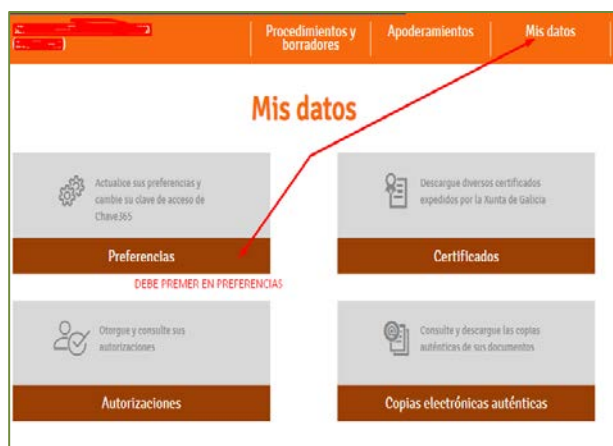 Procedimientos y
borradores
Apoderamientos
Mis datos
Mis datos
Actualice sus preferencias y
cambie su clave de acceso de
Chave365
Preferencias
Descargue diversos certificados
expedidos por la Xunta de Galicia
Certificados
DEBE PREMER EN PREFERENCIAS
Otorgue y consulte sus
autorizaciones
Autorizaciones
Consulte y descargue las copias
auténticas de sus documentos
Copias electrónicas auténticas